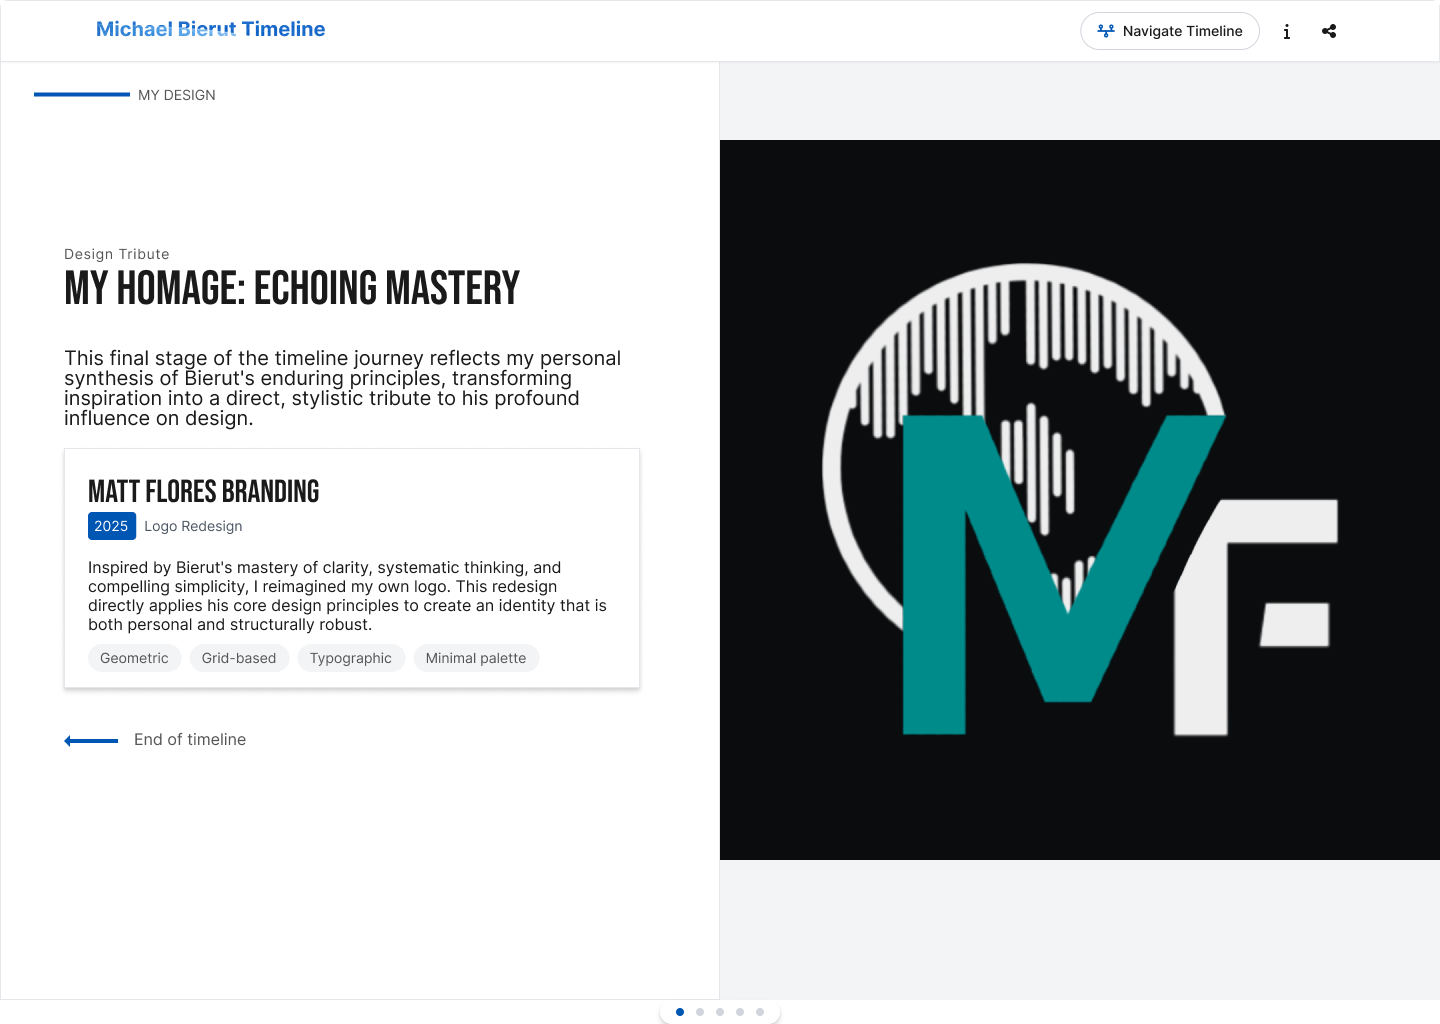 Michael Bierut Timeline
Navigate Timeline
MY DESIGN
Design Tribute
MY HOMAGE: ECHOING MASTERY
This final stage of the timeline journey reflects my personal
synthesis of Bierut's enduring principles, transforming
inspiration into a direct, stylistic tribute to his profound
influence on design.
MATT FLORES BRANDING
2025 Logo Redesign
Inspired by Bierut's mastery of clarity, systematic thinking, and
compelling simplicity, I reimagined my own logo. This redesign
directly applies his core design principles to create an identity that is
both personal and structurally robust.
Geometric Grid-based Typographic Minimal palette
End of timeline
MF